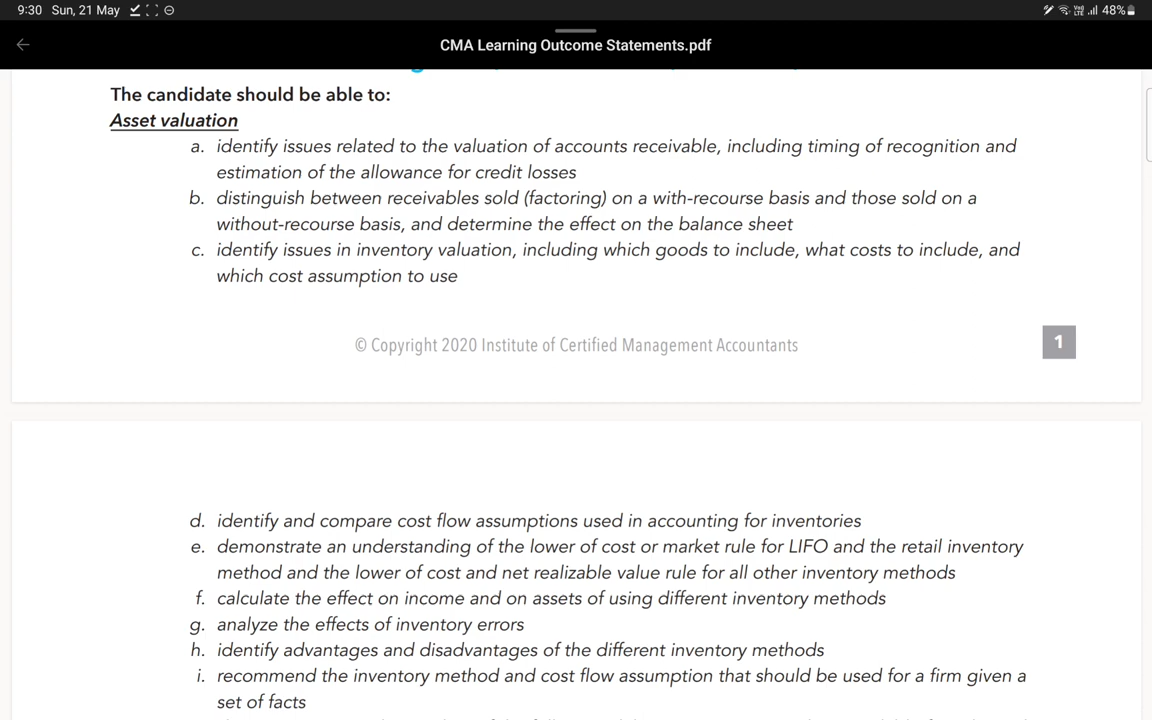 9:30 Sun, 21 May
48%
CMA Learning Outcome Statements.pdf
The candidate should be able to:
Asset valuation
a. identify issues related to the valuation of accounts receivable, including timing of recognition and
estimation of the allowance for credit losses
b. distinguish between receivables sold (factoring) on a with-recourse basis and those sold on a
without-recourse basis, and determine the effect on the balance sheet
c. identify issues in inventory valuation, including which goods to include, what costs to include, and
which cost assumption to use
© Copyright 2020 Institute of Certified Management Accountants
1
d. identify and compare cost flow assumptions used in accounting for inventories
e. demonstrate an understanding of the lower of cost or market rule for LIFO and the retail inventory
method and the lower of cost and net realizable value rule for all other inventory methods
f. calculate the effect on income and on assets of using different inventory methods
g. analyze the effects of inventory errors
h. identify advantages and disadvantages of the different inventory methods
i. recommend the inventory method and cost flow assumption that should be used for a firm given a
set of facts